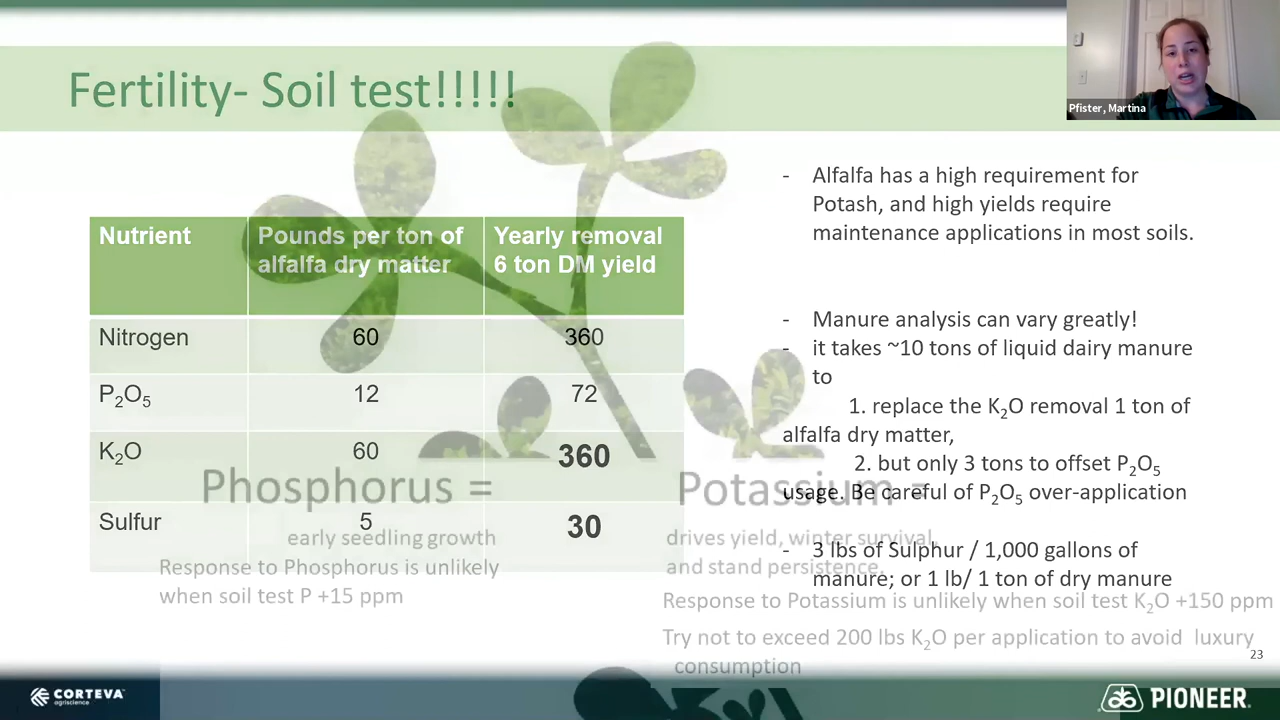 Fertility- Soil test!!!!!
Pfister, Martina
Nutrient
Pounds per ton of
alfalfa dry matter
Yearly removal
6 ton DM yield
Nitrogen 60 360
P₂O₅ 12 72
K₂O 60 360
Sulfur 5 30
Phosphorus =
early seedling growth
Response to Phosphorus is unlikely
when soil test P +15 ppm
Potassium =
drives yield, winter survival,
and stand persistence.
Response to Potassium is unlikely when soil test K₂O +150 ppm
Try not to exceed 200 lbs K₂O per application to avoid luxury
consumption
- Alfalfa has a high requirement for
Potash, and high yields require
maintenance applications in most soils.
- Manure analysis can vary greatly!
- it takes ~10 tons of liquid dairy manure
to
1. replace the K₂O removal 1 ton of
alfalfa dry matter,
2. but only 3 tons to offset P₂O₅
usage. Be careful of P₂O₅ over-application
- 3 lbs of Sulphur / 1,000 gallons of
manure; or 1 lb/ 1 ton of dry manure
23
CORTEVA
agriscience
PIONEER